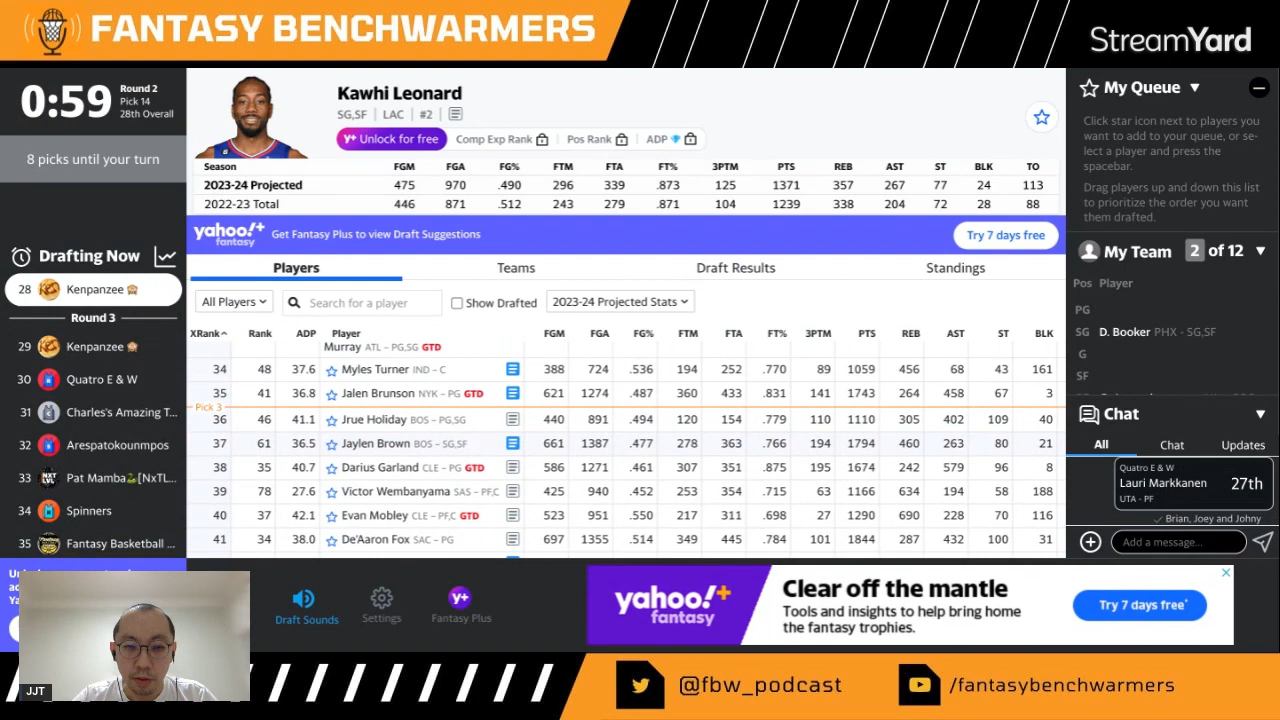 FANTASY BENCHWARMERS
StreamYard
0:59
Round 2
Pick 14
28th Overall
8 picks until your turn
Drafting Now
28 Kenpanzee 🙈
Round 3
29 Kenpanzee 🙈
30 Quatro E & W
31 Charles's Amazing T...
32 Arespatokounmpos
33 Pat Mamba🐍[NxTL...
34 Spinners
35 Fantasy Basketball ...
Kawhi Leonard
SG,SF | LAC | #2
y+ Unlock for free Comp Exp Rank Pos Rank ADP
Season FGM FGA FG% FTM FTA FT% 3PTM PTS REB AST ST BLK TO
2023-24 Projected 475 970 .490 296 339 .873 125 1371 357 267 77 24 113
2022-23 Total 446 871 .512 243 279 .871 104 1239 338 204 72 28 88
yahoo!+ fantasy Get Fantasy Plus to view Draft Suggestions Try 7 days free
Players Teams Draft Results Standings
All Players Search for a player Show Drafted 2023-24 Projected Stats
XRank Rank ADP Player FGM FGA FG% FTM FTA FT% 3PTM PTS REB AST ST BLK
Murray ATL – PG,SG GTD
34 48 37.6 Myles Turner IND – C 388 724 .536 194 252 .770 89 1059 456 68 43 161
35 41 36.8 Jalen Brunson NYK – PG GTD 621 1274 .487 360 433 .831 141 1743 264 458 67 3
Pick 3
36 46 41.1 Jrue Holiday BOS – PG,SG 440 891 .494 120 154 .779 110 1110 305 402 109 40
37 61 36.5 Jaylen Brown BOS – SG,SF 661 1387 .477 278 363 .766 194 1794 460 263 80 21
38 35 40.7 Darius Garland CLE – PG GTD 586 1271 .461 307 351 .875 195 1674 242 579 96 8
39 78 27.6 Victor Wembanyama SAS – PF,C 425 940 .452 253 354 .715 63 1166 634 194 58 188
40 37 42.1 Evan Mobley CLE – PF,C GTD 523 951 .550 217 311 .698 27 1290 690 228 70 116
41 34 38.0 De'Aaron Fox SAC – PG 697 1355 .514 349 445 .784 101 1844 287 432 100 31
My Queue
Click star icon next to players you
want to add to your queue, or se-
lect a player and press the
spacebar.
Drag players up and down this list
to prioritize the order you want
them drafted.
My Team 2 of 12
Pos Player
PG
SG D. Booker PHX - SG,SF
G
SF
Chat
All Chat Updates
Quatro E & W
Lauri Markkanen 27th
UTA - PF
Brian, Joey and Johny
Add a message...
Draft Sounds Settings Fantasy Plus
yahoo!+ fantasy
Clear off the mantle
Tools and insights to help bring home
the fantasy trophies.
Try 7 days free*
JJT
@fbw_podcast
/fantasybenchwarmers